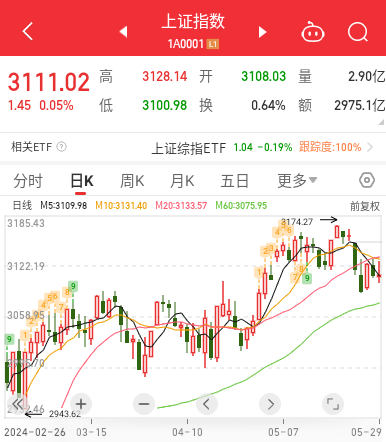 上证指数
1A0001 L1
3111.02
1.45 0.05%
高 3128.14 开 3108.03 量 2.90亿
低 3100.98 换 0.64% 额 2975.1亿
相关ETF ? 上证综指ETF 1.04 -0.19% 跟踪度:100%
分时 日K 周K 月K 五日 更多
日线 M5:3109.98 M10:3131.40 M20:3133.57 M60:3075.95 前复权
3185.43
3174.27
3122.19
3058.95
2943.62
2024-02-26 03-15 04-10 05-07 05-29